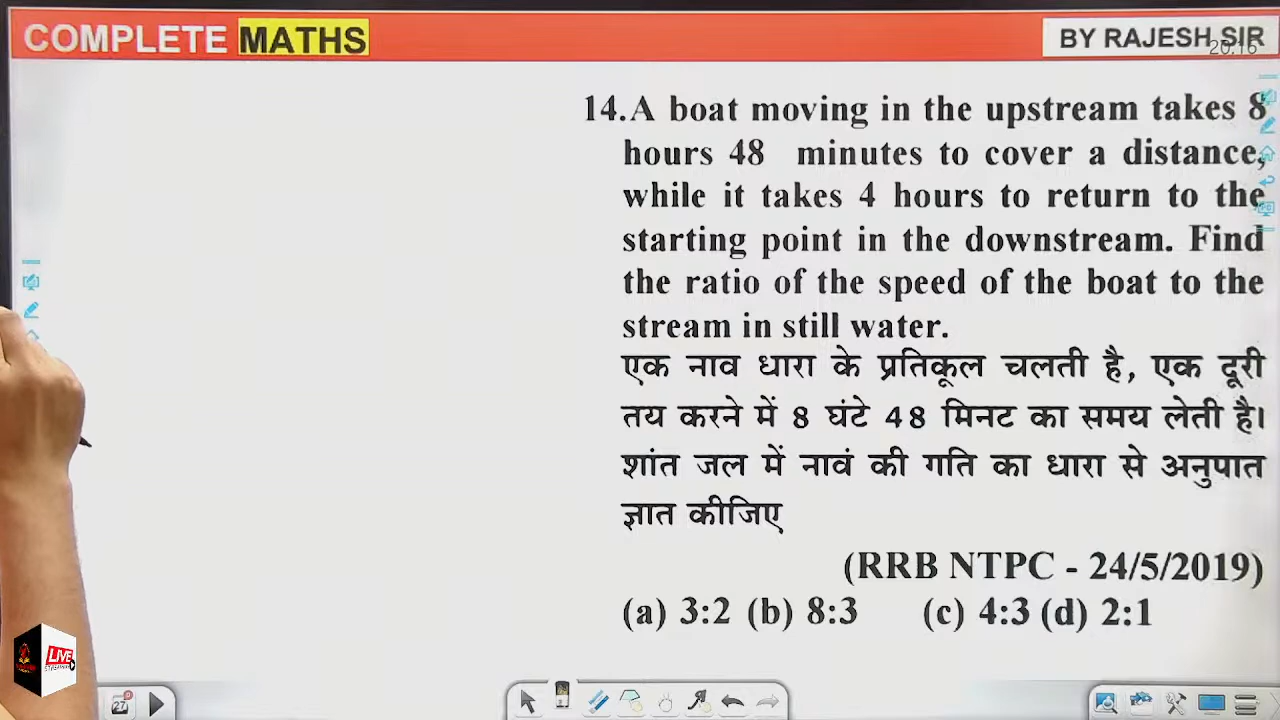 COMPLETE MATHS
BY RAJESH SIR
20:16
14. A boat moving in the upstream takes 8
hours 48 minutes to cover a distance,
while it takes 4 hours to return to the
starting point in the downstream. Find
the ratio of the speed of the boat to the
stream in still water.
एक नाव धारा के प्रतिकूल चलती है, एक दूरी
तय करने में 8 घंटे 48 मिनट का समय लेती है।
शांत जल में नावं की गति का धारा से अनुपात
ज्ञात कीजिए
(RRB NTPC - 24/5/2019)
(a) 3:2 (b) 8:3 (c) 4:3 (d) 2:1
LIVE
27